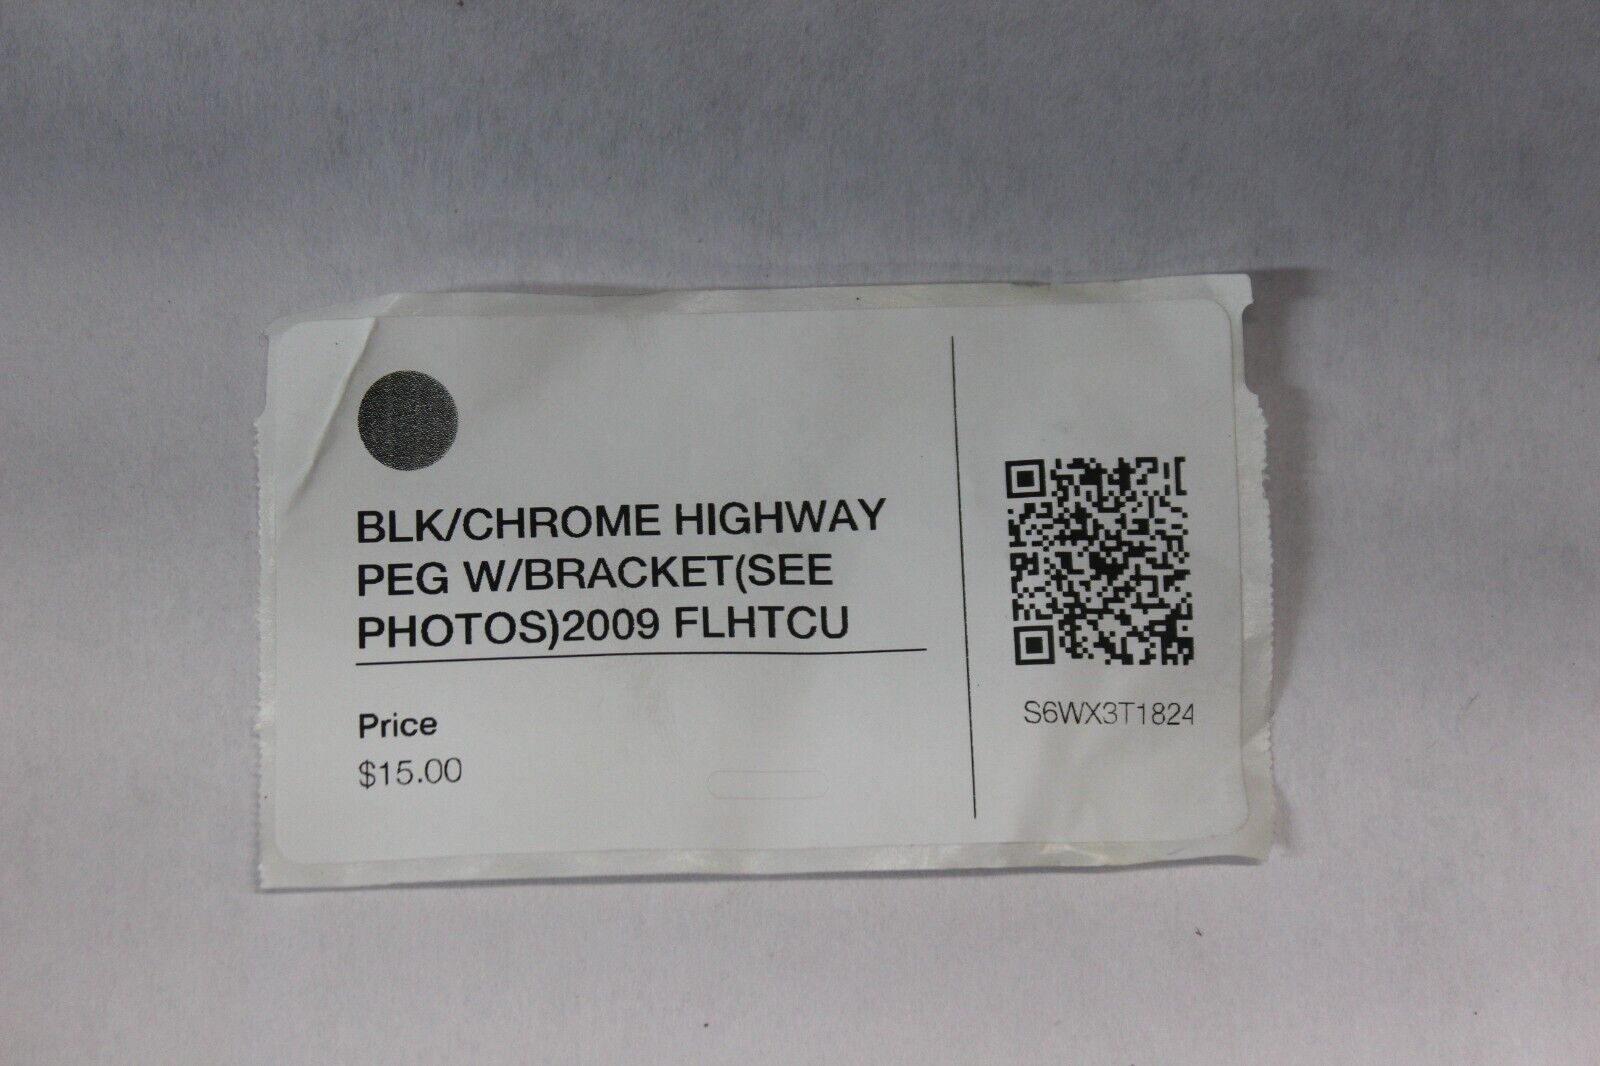 BLK/CHROME HIGHWAY
PEG W/BRACKET(SEE
PHOTOS)2009 FLHTCU
Price
$15.00
S6WX3T1824